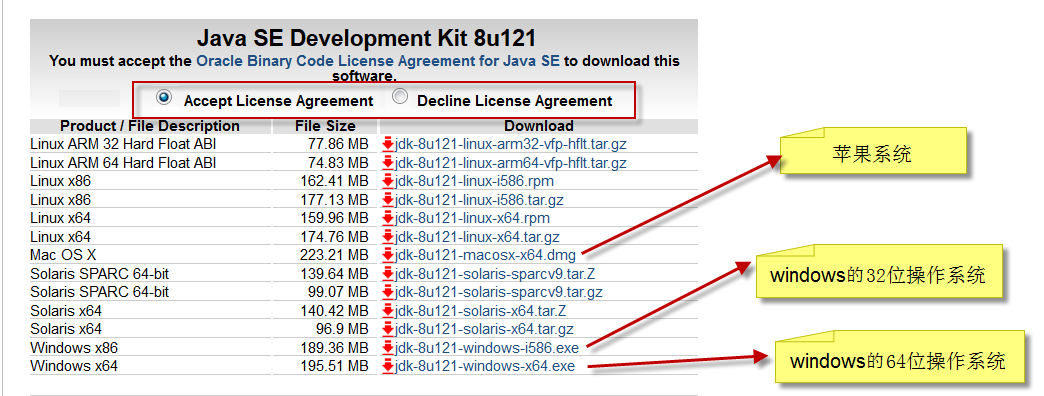 Java SE Development Kit 8u121
You must accept the Oracle Binary Code License Agreement for Java SE to download this
software.
Accept License Agreement Decline License Agreement
Product / File Description File Size Download
Linux ARM 32 Hard Float ABI 77.86 MB jdk-8u121-linux-arm32-vfp-hflt.tar.gz
Linux ARM 64 Hard Float ABI 74.83 MB jdk-8u121-linux-arm64-vfp-hflt.tar.gz
Linux x86 162.41 MB jdk-8u121-linux-i586.rpm
Linux x86 177.13 MB jdk-8u121-linux-i586.tar.gz
Linux x64 159.96 MB jdk-8u121-linux-x64.rpm
Linux x64 174.76 MB jdk-8u121-linux-x64.tar.gz
Mac OS X 223.21 MB jdk-8u121-macosx-x64.dmg
Solaris SPARC 64-bit 139.64 MB jdk-8u121-solaris-sparcv9.tar.Z
Solaris SPARC 64-bit 99.07 MB jdk-8u121-solaris-sparcv9.tar.gz
Solaris x64 140.42 MB jdk-8u121-solaris-x64.tar.Z
Solaris x64 96.9 MB jdk-8u121-solaris-x64.tar.gz
Windows x86 189.36 MB jdk-8u121-windows-i586.exe
Windows x64 195.51 MB jdk-8u121-windows-x64.exe
苹果系统
windows的32位操作系统
windows的64位操作系统